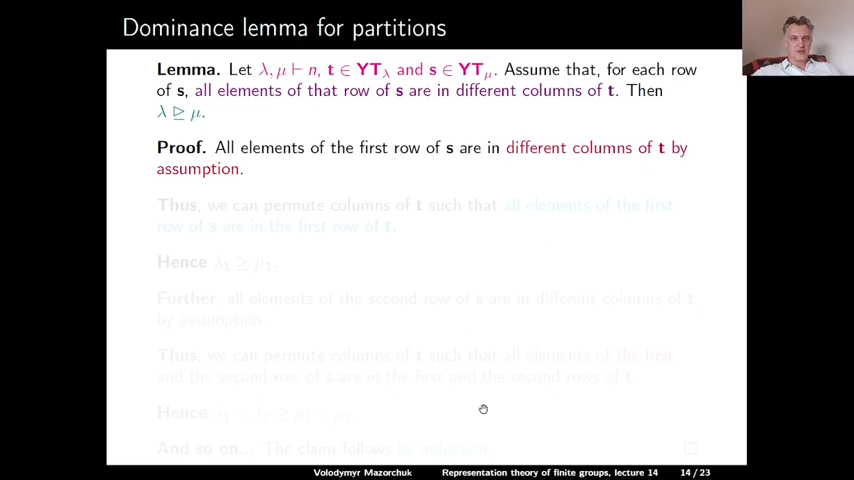 Dominance lemma for partitions
Lemma. Let λ, μ ⊢ n, t ∈ YT_λ and s ∈ YT_μ. Assume that, for each row
of s, all elements of that row of s are in different columns of t. Then
λ ⊵ μ.
Proof. All elements of the first row of s are in different columns of t by
assumption.
Thus, we can permute columns of t such that all elements of the first
row of s are in the first row of t.
Hence λ₁ ≥ μ₁.
Further, all elements of the second row of s are in different columns of t
by assumption.
Thus, we can permute columns of t such that all elements of the first
and the second row of s are in the first and the second rows of t
Hence λ₁ + λ₂ ≥ μ₁ + μ₂.
And so on... The claim follows by induction.
Volodymyr Mazorchuk Representation theory of finite groups, lecture 14 14/23